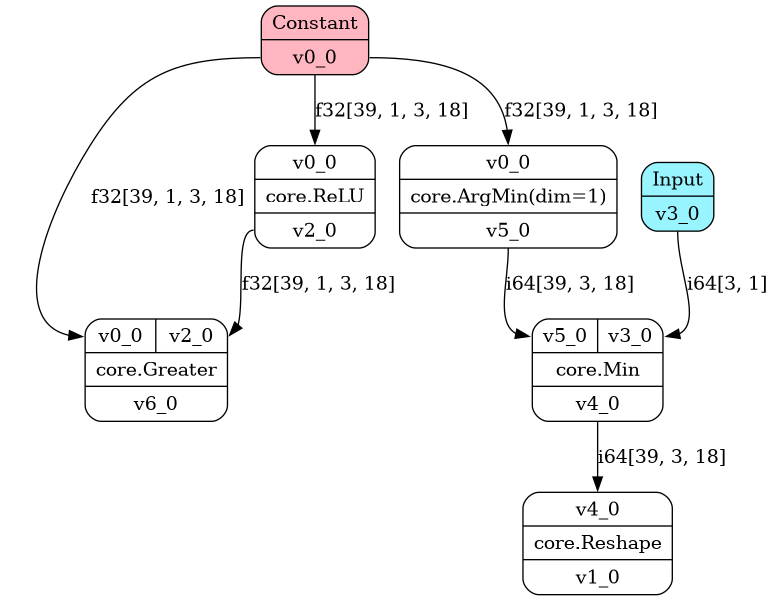 Constant
v0_0
f32[39, 1, 3, 18]
f32[39, 1, 3, 18]
f32[39, 1, 3, 18]
v0_0
core.ReLU
v2_0
v0_0
core.ArgMin(dim=1)
v5_0
Input
v3_0
f32[39, 1, 3, 18]
i64[39, 3, 18]
i64[3, 1]
v0_0 v2_0
core.Greater
v6_0
v5_0 v3_0
core.Min
v4_0
i64[39, 3, 18]
v4_0
core.Reshape
v1_0